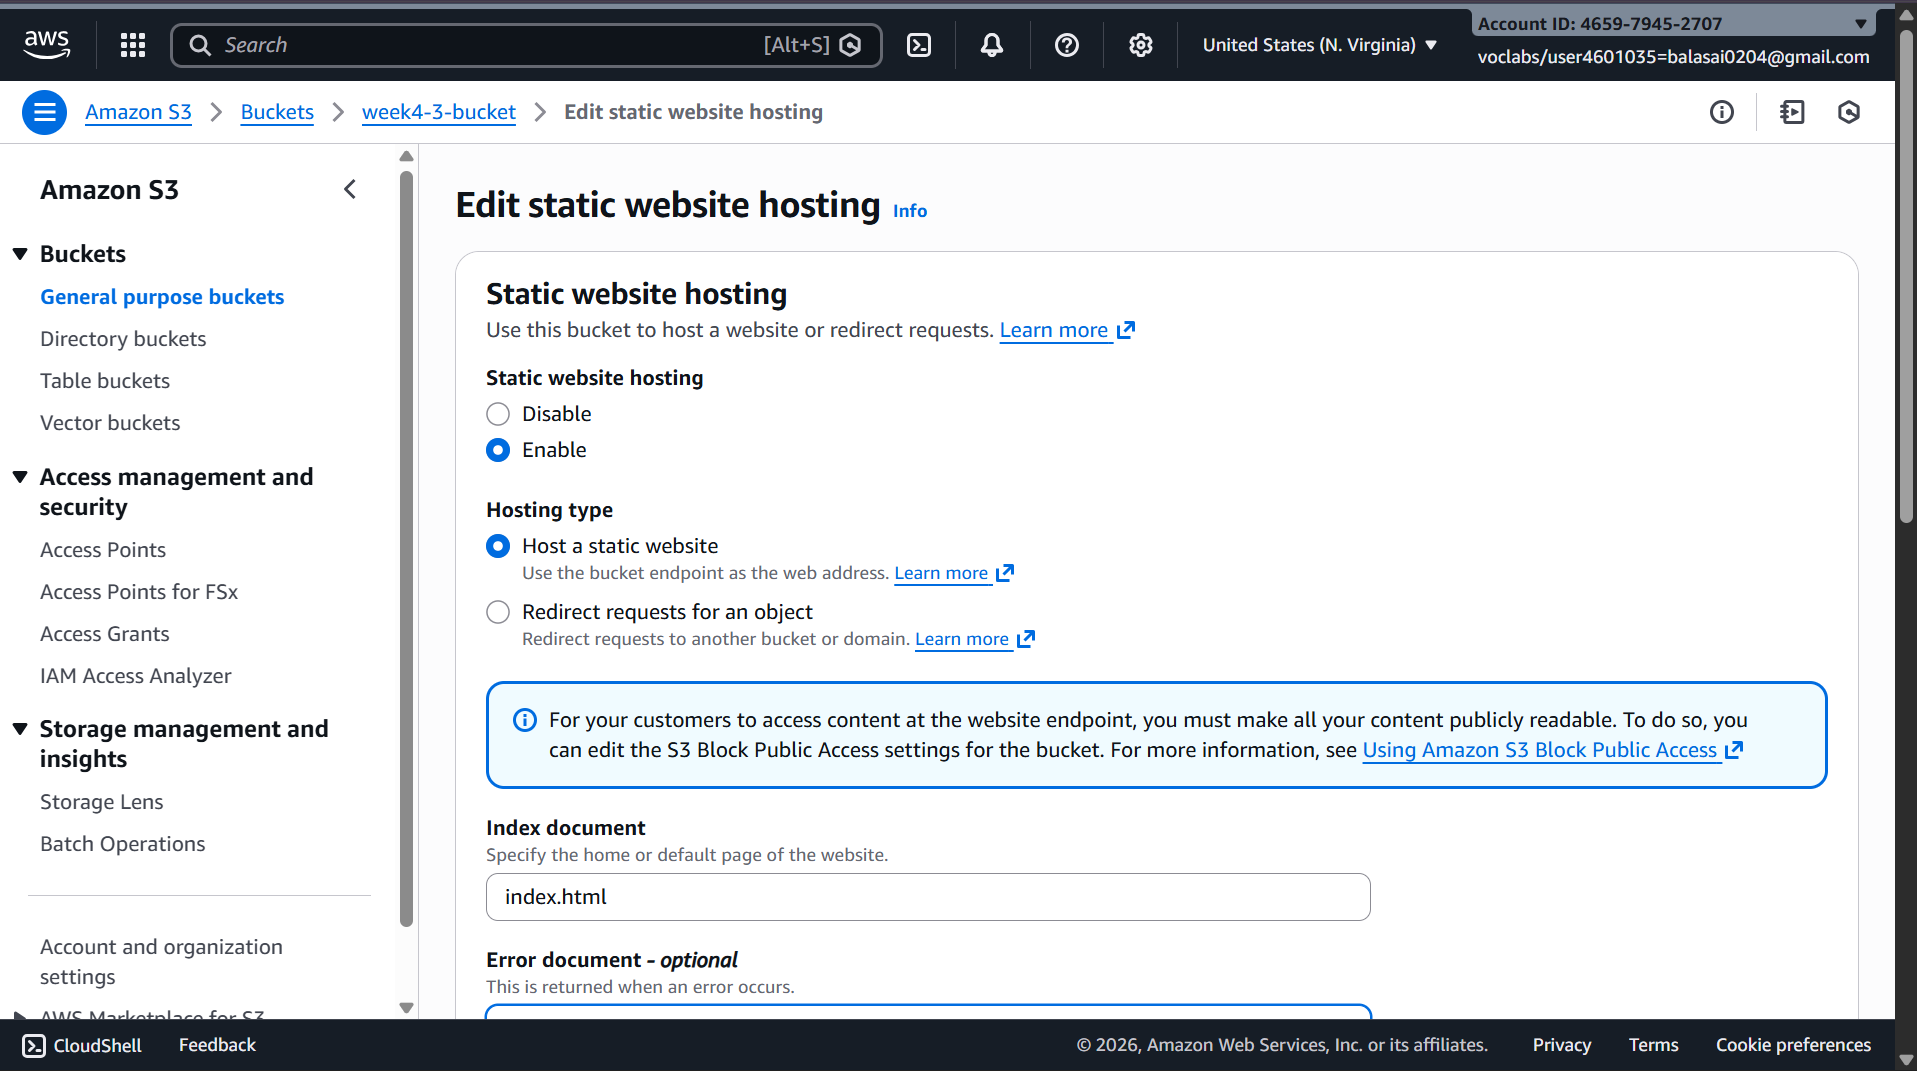 aws
Search
[Alt+S]
United States (N. Virginia)
Account ID: 4659-7945-2707
voclabs/user4601035=balasai0204@gmail.com
Amazon S3
Buckets
week4-3-bucket
Edit static website hosting
Amazon S3
Buckets
General purpose buckets
Directory buckets
Table buckets
Vector buckets
Access management and
security
Access Points
Access Points for FSx
Access Grants
IAM Access Analyzer
Storage management and
insights
Storage Lens
Batch Operations
Account and organization
settings
AWS Marketplace for S3
Edit static website hosting Info
Static website hosting
Use this bucket to host a website or redirect requests. Learn more
Static website hosting
Disable
Enable
Hosting type
Host a static website
Use the bucket endpoint as the web address. Learn more
Redirect requests for an object
Redirect requests to another bucket or domain. Learn more
For your customers to access content at the website endpoint, you must make all your content publicly readable. To do so, you
can edit the S3 Block Public Access settings for the bucket. For more information, see Using Amazon S3 Block Public Access
Index document
Specify the home or default page of the website.
index.html
Error document - optional
This is returned when an error occurs.
CloudShell
Feedback
© 2026, Amazon Web Services, Inc. or its affiliates.
Privacy
Terms
Cookie preferences